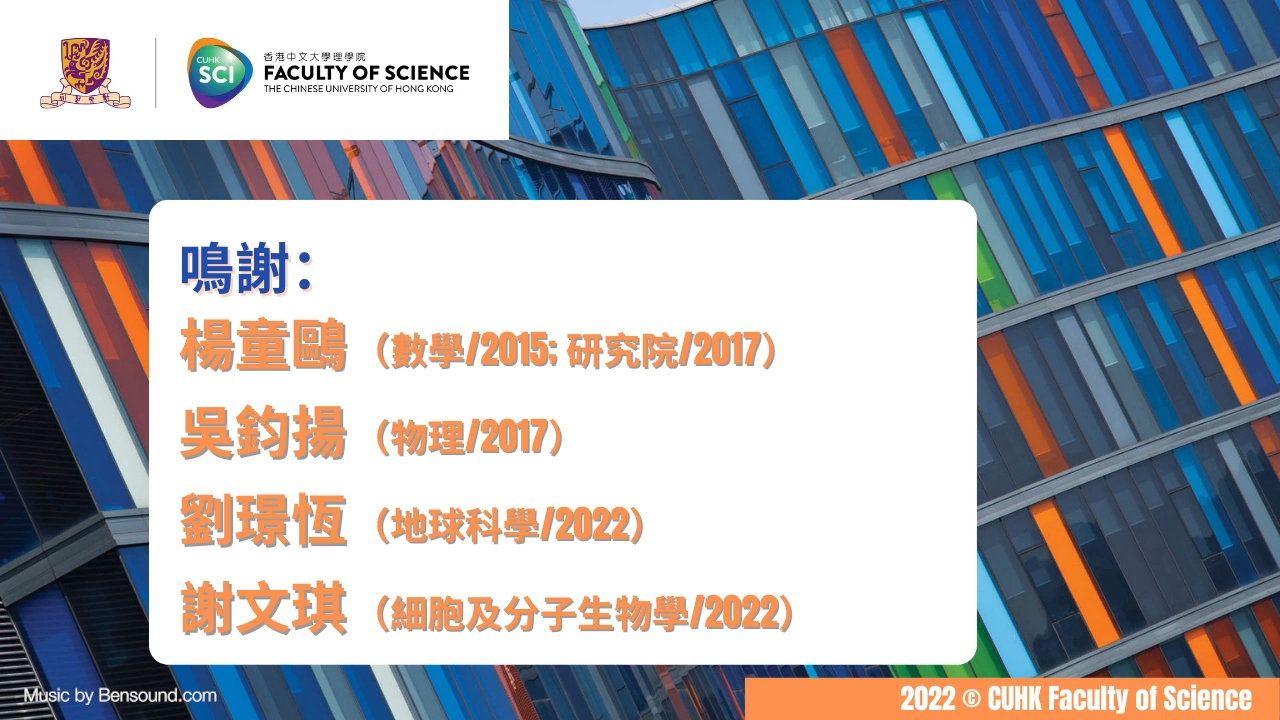 CUHK
SCI
香港中文大學理學院
FACULTY OF SCIENCE
THE CHINESE UNIVERSITY OF HONG KONG
鳴謝：
楊童鷗（數學/2015; 研究院/2017）
吳鈞揚（物理/2017）
劉璟恆（地球科學/2022）
謝文琪（細胞及分子生物學/2022）
Music by Bensound.com
2022 © CUHK Faculty of Science